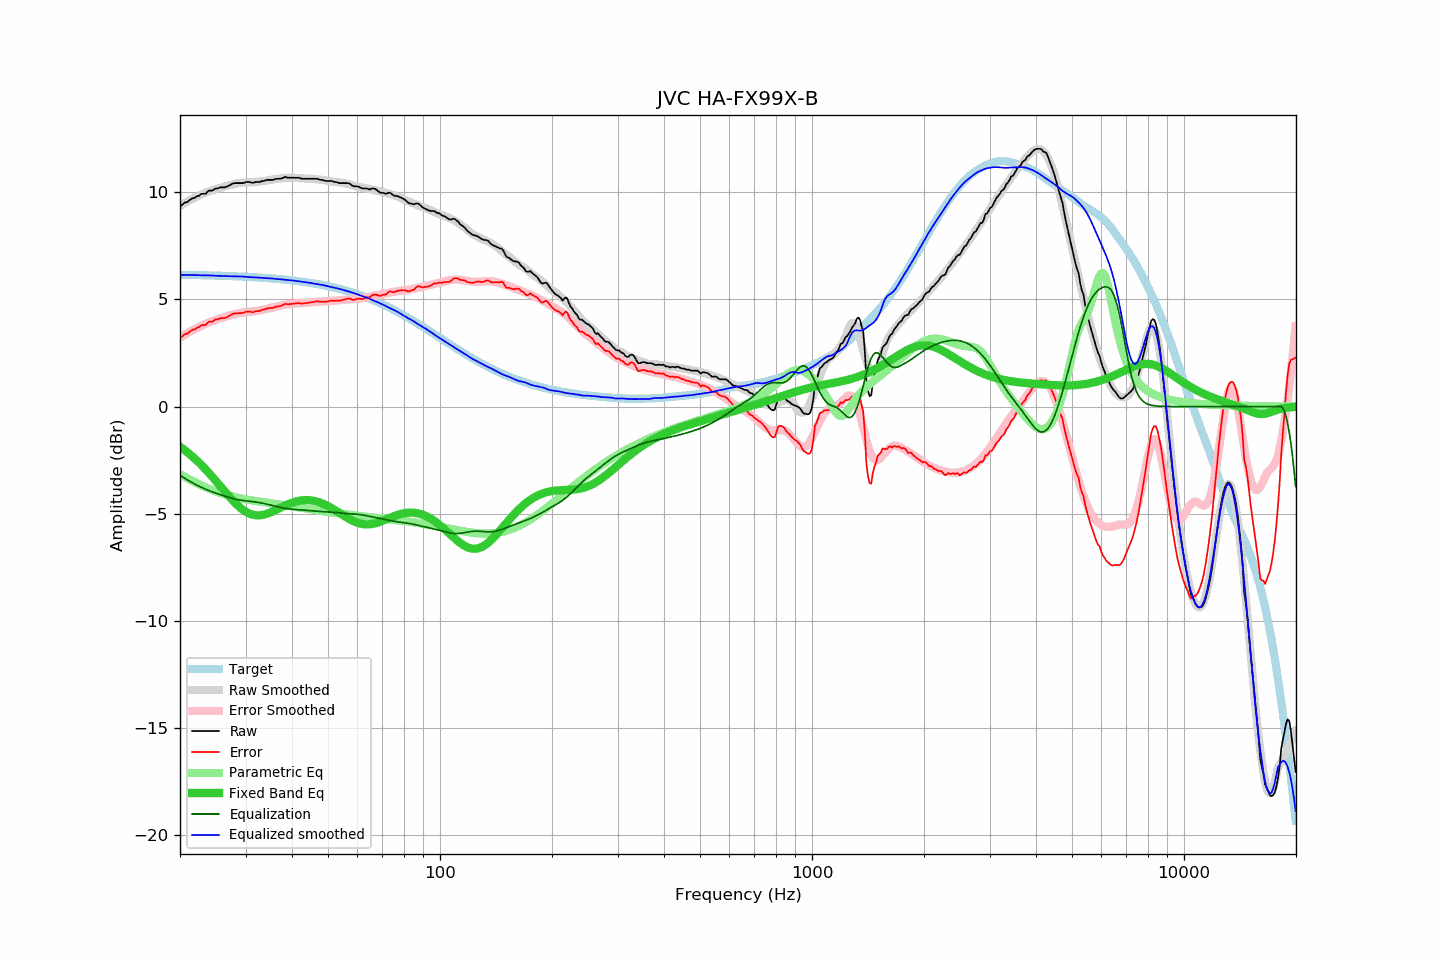 JVC HA-FX99X-B
Amplitude (dBr)
10
5
0
−5
−10
−15
−20
Target
Raw Smoothed
Error Smoothed
Raw
Error
Parametric Eq
Fixed Band Eq
Equalization
Equalized smoothed
100 1000 10000
Frequency (Hz)